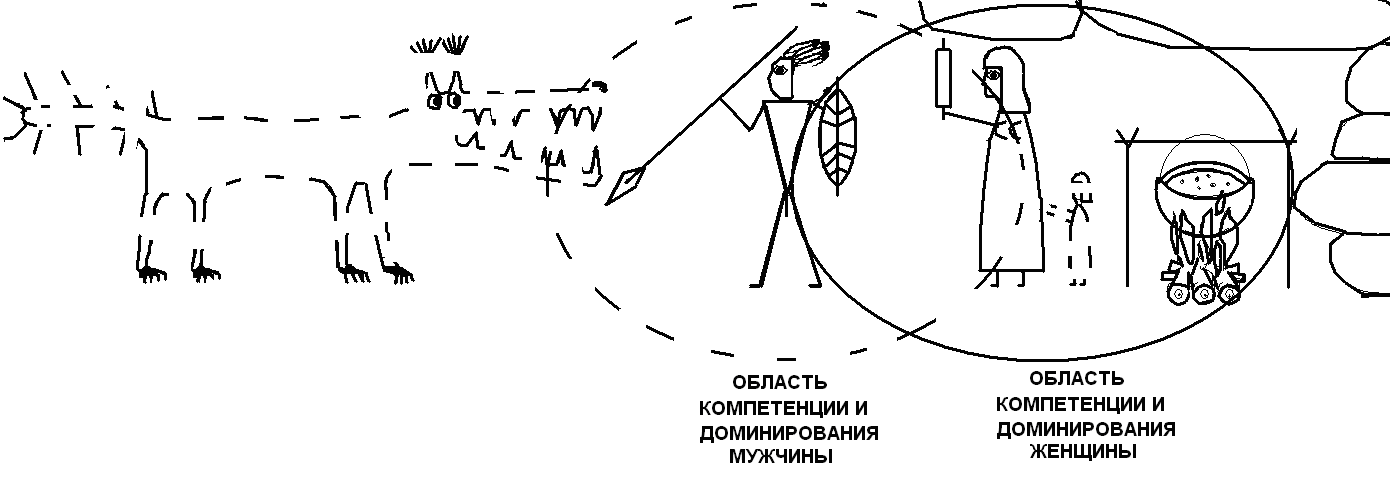 ОБЛАСТЬ
КОМПЕТЕНЦИИ И
ДОМИНИРОВАНИЯ
МУЖЧИНЫ
ОБЛАСТЬ
КОМПЕТЕНЦИИ И
ДОМИНИРОВАНИЯ
ЖЕНЩИНЫ